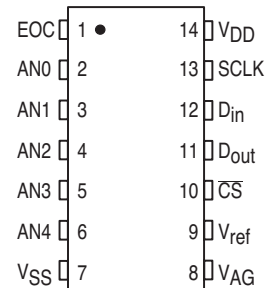 EOC 1 14 VDD
AN0 2 13 SCLK
AN1 3 12 Din
AN2 4 11 Dout
AN3 5 10 C̅S̅
AN4 6 9 Vref
VSS 7 8 VAG